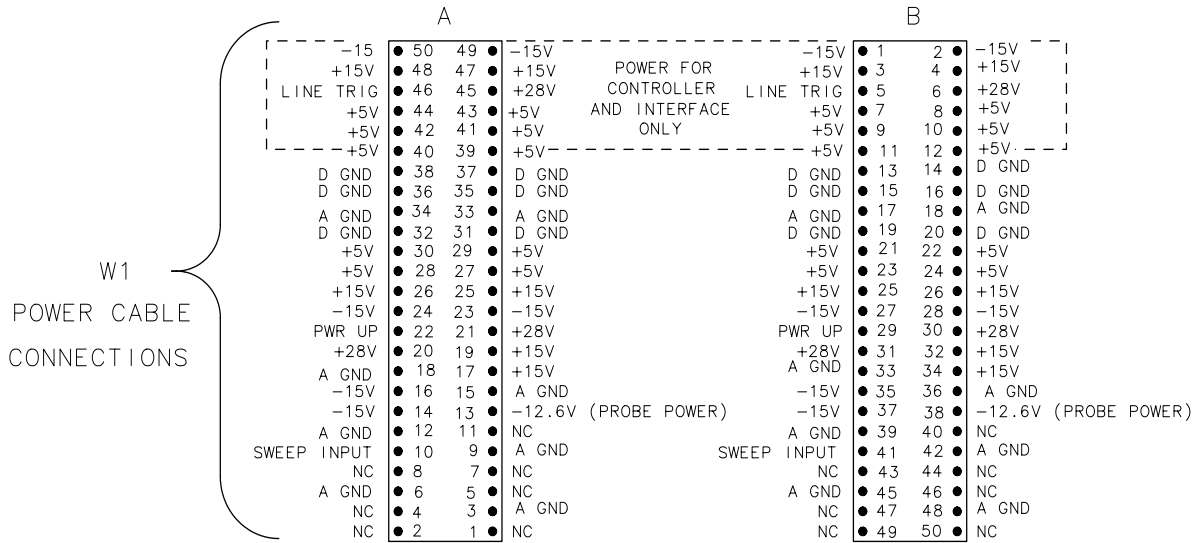 A B
-15 50 49 -15V -15V 1 2 -15V
+15V 48 47 +15V POWER FOR +15V 3 4 +15V
LINE TRIG 46 45 +28V CONTROLLER LINE TRIG 5 6 +28V
+5V 44 43 +5V AND INTERFACE +5V 7 8 +5V
+5V 42 41 +5V ONLY +5V 9 10 +5V
+5V 40 39 +5V +5V 11 12 +5V
D GND 38 37 D GND D GND 13 14 D GND
D GND 36 35 D GND D GND 15 16 D GND
A GND 34 33 A GND A GND 17 18 A GND
D GND 32 31 D GND D GND 19 20 D GND
+5V 30 29 +5V +5V 21 22 +5V
W1 +5V 28 27 +5V +5V 23 24 +5V
+15V 26 25 +15V +15V 25 26 +15V
POWER CABLE -15V 24 23 -15V -15V 27 28 -15V
PWR UP 22 21 +28V PWR UP 29 30 +28V
CONNECTIONS +28V 20 19 +15V +28V 31 32 +15V
A GND 18 17 +15V A GND 33 34 +15V
-15V 16 15 A GND -15V 35 36 A GND
-15V 14 13 -12.6V (PROBE POWER) -15V 37 38 -12.6V (PROBE POWER)
A GND 12 11 NC A GND 39 40 NC
SWEEP INPUT 10 9 A GND SWEEP INPUT 41 42 A GND
NC 8 7 NC NC 43 44 NC
A GND 6 5 NC A GND 45 46 NC
NC 4 3 A GND NC 47 48 A GND
NC 2 1 NC NC 49 50 NC